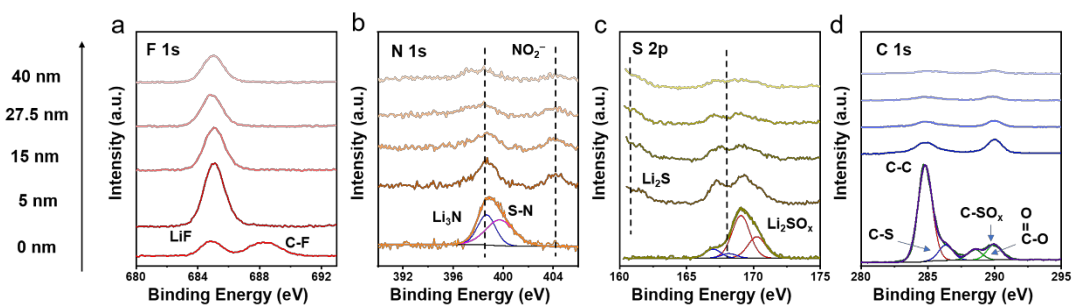 40 nm
27.5 nm
15 nm
5 nm
0 nm
a
F 1s
Intensity (a.u.)
LiF
C-F
680 684 688 692
Binding Energy (eV)
b
N 1s
NO₂⁻
Intensity (a.u.)
Li₃N
S-N
392 396 400 404
Binding Energy (eV)
c
S 2p
Intensity (a.u.)
Li₂S
Li₂SOₓ
160 165 170 175
Binding Energy (eV)
d
C 1s
Intensity (a.u.)
C-C
C-SOₓ
O
C-S
C-O
280 285 290 295
Binding Energy (eV)